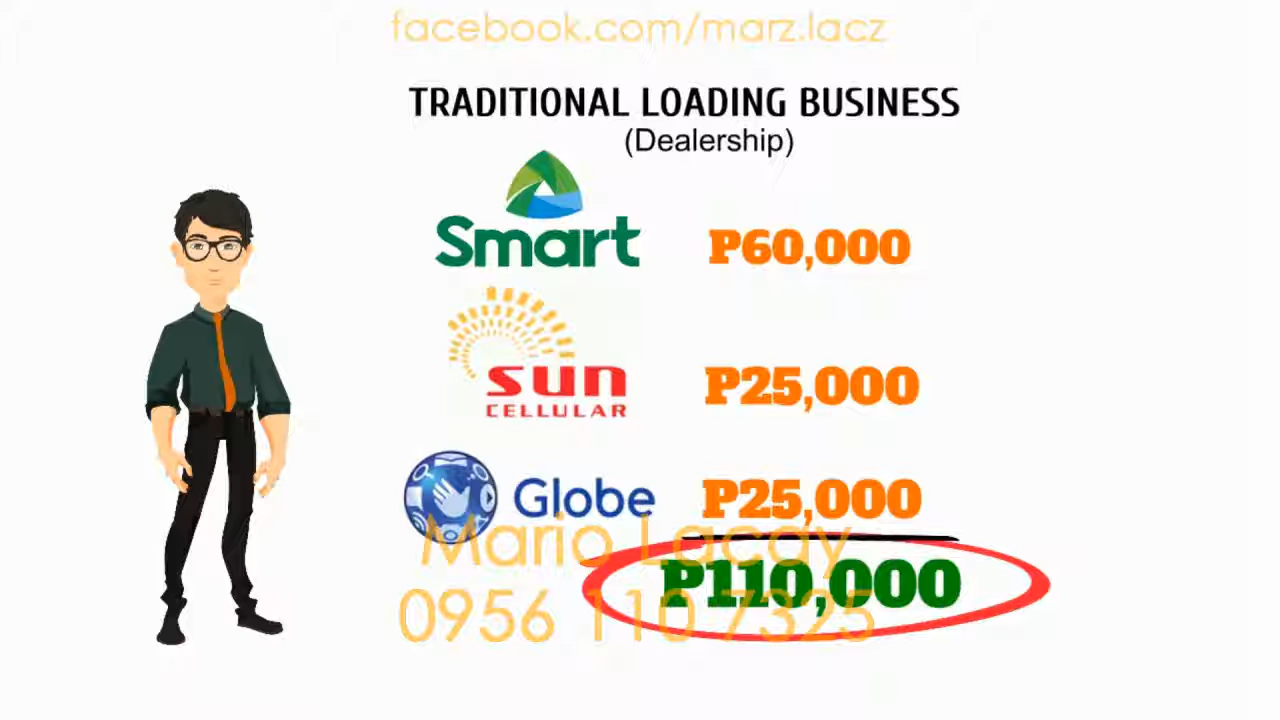 facebook.com/marz.lacz
TRADITIONAL LOADING BUSINESS
(Dealership)
Smart P60,000
sun
CELLULAR P25,000
Globe P25,000
Mario Lacay
P110,000
0956 110 7325